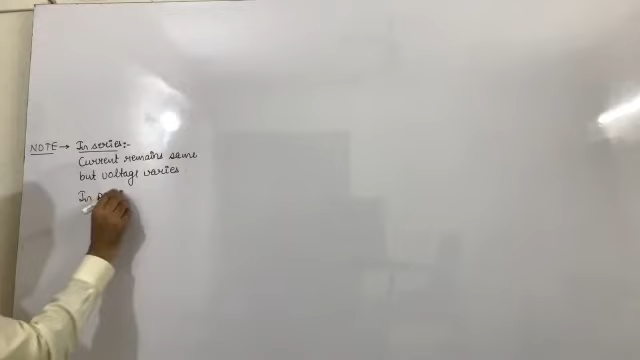 NOTE → In series:-
Current remains same
but voltage varies
In